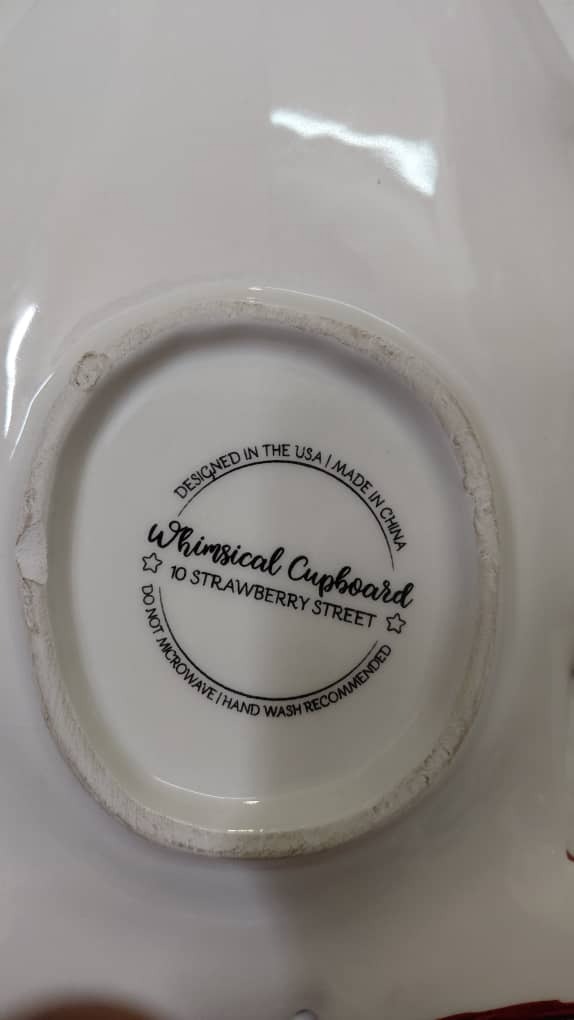 DESIGNED IN THE USA | MADE IN CHINA
Whimsical Cupboard
10 STRAWBERRY STREET
DO NOT MICROWAVE | HAND WASH RECOMMENDED